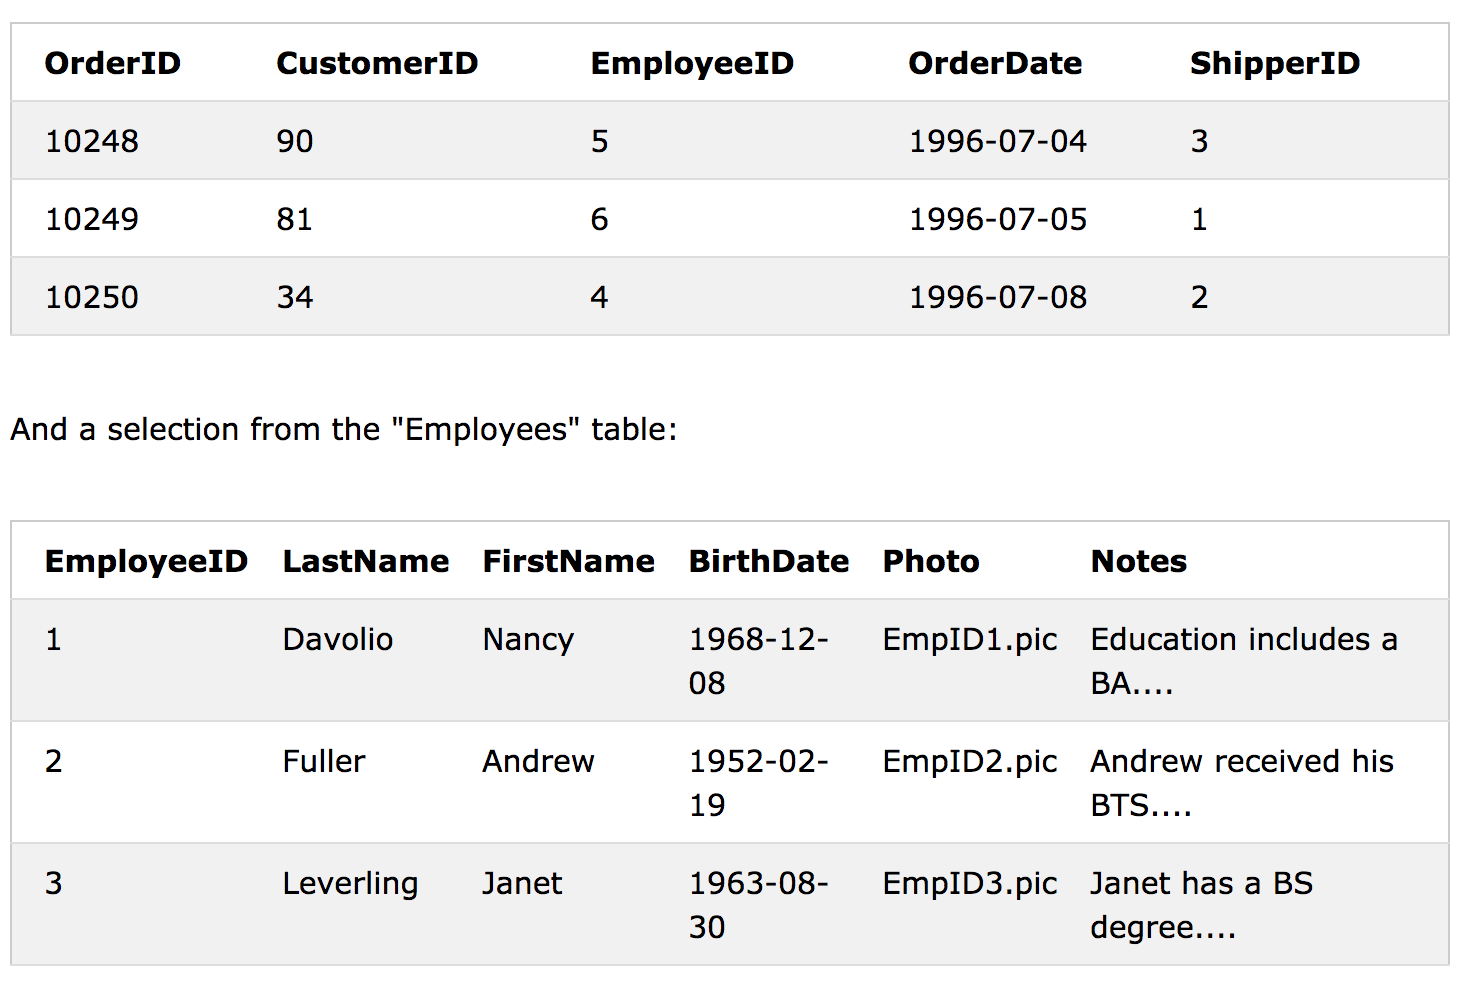 OrderID CustomerID EmployeeID OrderDate ShipperID
10248 90 5 1996-07-04 3
10249 81 6 1996-07-05 1
10250 34 4 1996-07-08 2
And a selection from the "Employees" table:
EmployeeID LastName FirstName BirthDate Photo Notes
1 Davolio Nancy 1968-12- EmpID1.pic Education includes a
08 BA....
2 Fuller Andrew 1952-02- EmpID2.pic Andrew received his
19 BTS....
3 Leverling Janet 1963-08- EmpID3.pic Janet has a BS
30 degree....